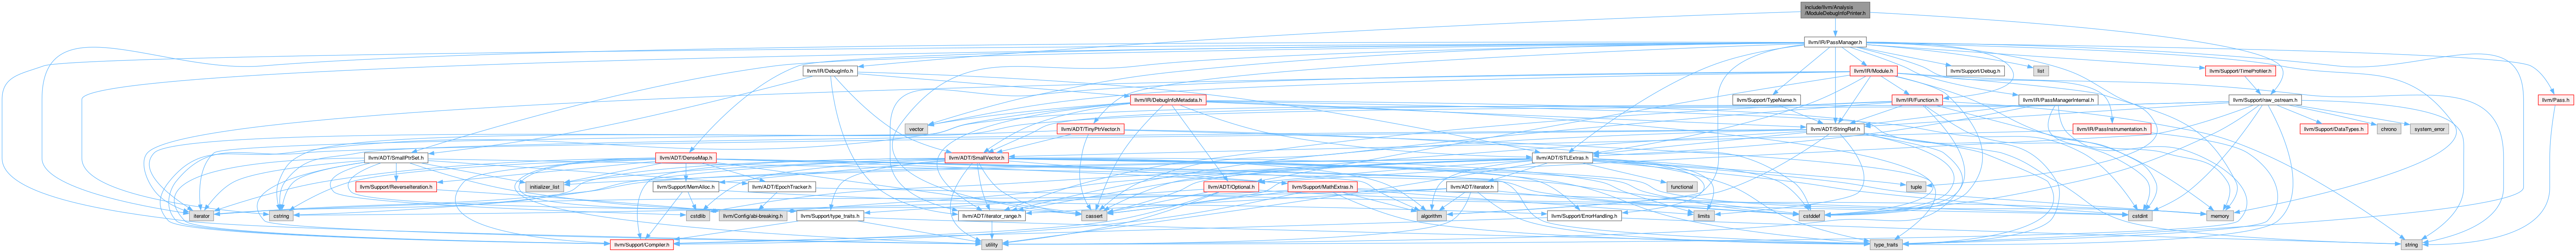 include/llvm/Analysis
/ModuleDebugInfoPrinter.h
llvm/IR/PassManager.h
llvm/IR/DebugInfo.h
llvm/IR/Module.h
llvm/Support/Debug.h
list
llvm/Support/TimeProfiler.h
llvm/IR/DebugInfoMetadata.h
llvm/Support/TypeName.h
llvm/IR/Function.h
llvm/IR/PassManagerInternal.h
llvm/Support/raw_ostream.h
llvm/Pass.h
vector
llvm/ADT/TinyPtrVector.h
llvm/ADT/StringRef.h
llvm/IR/PassInstrumentation.h
llvm/Support/DataTypes.h
chrono
system_error
llvm/ADT/SmallPtrSet.h
llvm/ADT/DenseMap.h
llvm/ADT/SmallVector.h
llvm/ADT/STLExtras.h
llvm/Support/ReverseIteration.h
initializer_list
llvm/Support/MemAlloc.h
llvm/ADT/EpochTracker.h
llvm/ADT/Optional.h
llvm/Support/MathExtras.h
llvm/ADT/iterator.h
functional
tuple
iterator
cstring
cstdlib
llvm/Config/abi-breaking.h
llvm/Support/type_traits.h
llvm/ADT/iterator_range.h
cassert
algorithm
llvm/Support/ErrorHandling.h
limits
cstddef
cstdint
memory
llvm/Support/Compiler.h
utility
type_traits
string